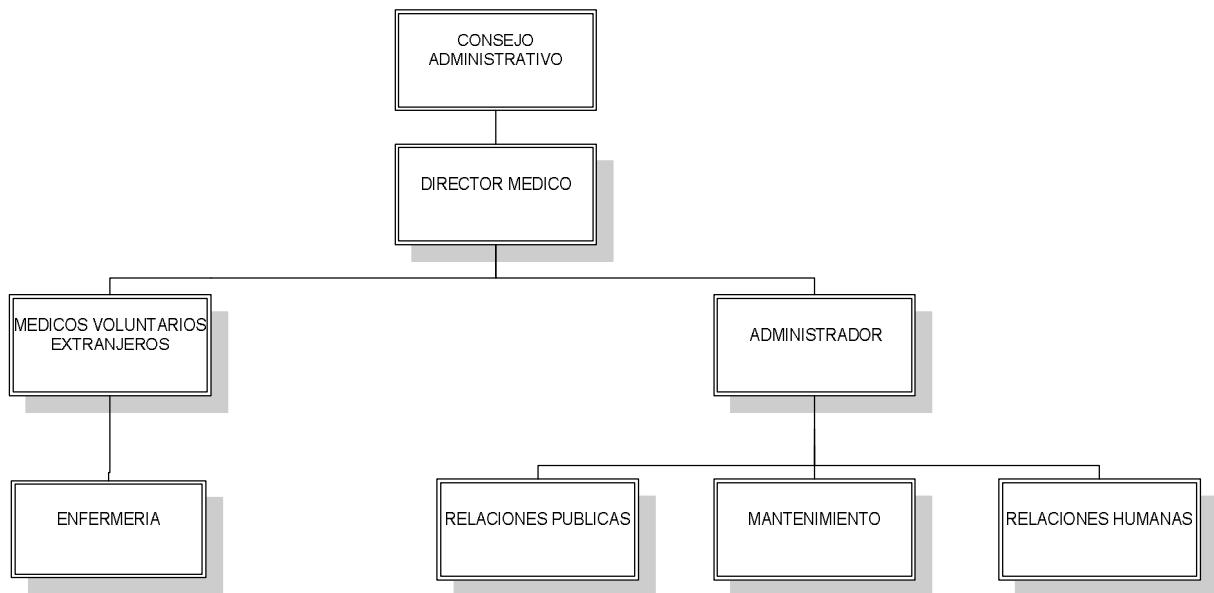 CONSEJO
ADMINISTRATIVO
DIRECTOR MEDICO
MEDICOS VOLUNTARIOS
EXTRANJEROS
ADMINISTRADOR
ENFERMERIA
RELACIONES PUBLICAS
MANTENIMIENTO
RELACIONES HUMANAS